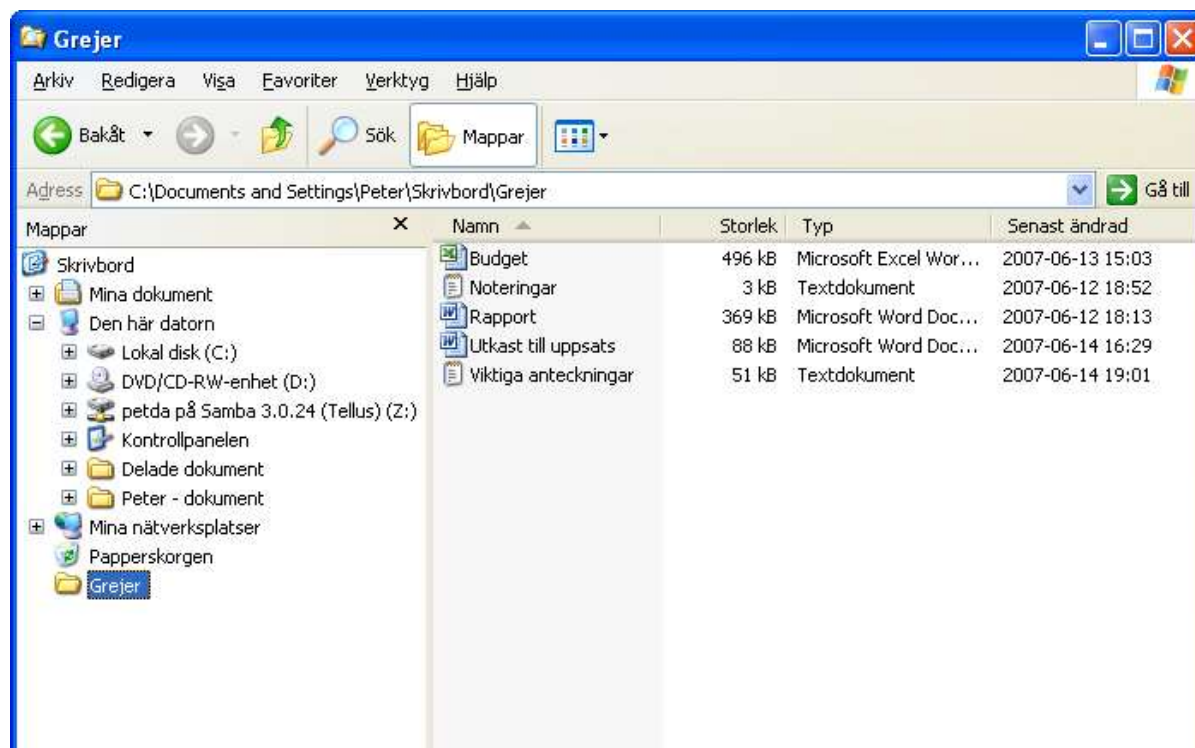 Grejer
Arkiv Redigera Visa Favoriter Verktyg Hjälp
Bakåt Sök Mappar
Adress C:\Documents and Settings\Peter\Skrivbord\Grejer Gå till
Mappar
Skrivbord
Mina dokument
Den här datorn
Lokal disk (C:)
DVD/CD-RW-enhet (D:)
petda på Samba 3.0.24 (Tellus) (Z:)
Kontrollpanelen
Delade dokument
Peter - dokument
Mina nätverksplatser
Papperskorgen
Grejer
Namn Storlek Typ Senast ändrad
Budget 496 kB Microsoft Excel Wor... 2007-06-13 15:03
Noteringar 3 kB Textdokument 2007-06-12 18:52
Rapport 369 kB Microsoft Word Doc... 2007-06-12 18:13
Utkast till uppsats 88 kB Microsoft Word Doc... 2007-06-14 16:29
Viktiga anteckningar 51 kB Textdokument 2007-06-14 19:01